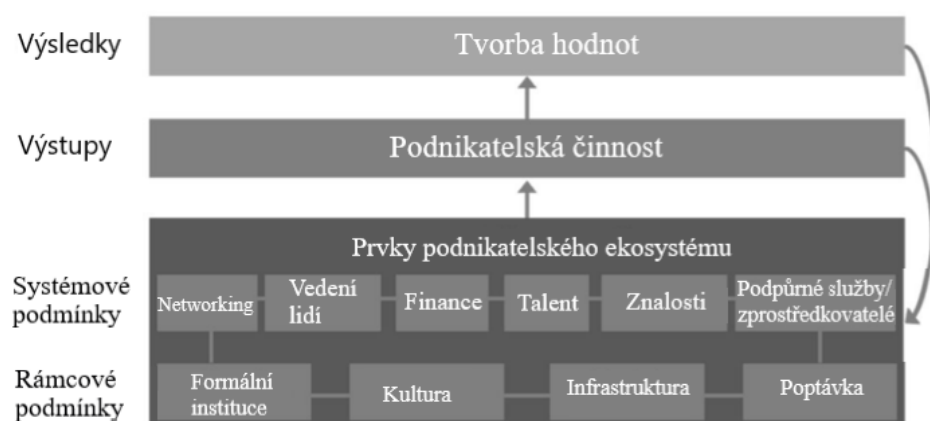 Výsledky
Tvorba hodnot
Výstupy
Podnikatelská činnost
Prvky podnikatelského ekosystému
Systémové
podmínky
Networking
Vedení
lidí
Finance
Talent
Znalosti
Podpůrné služby/
zprostředkovatelé
Rámcové
podmínky
Formální
instituce
Kultura
Infrastruktura
Poptávka